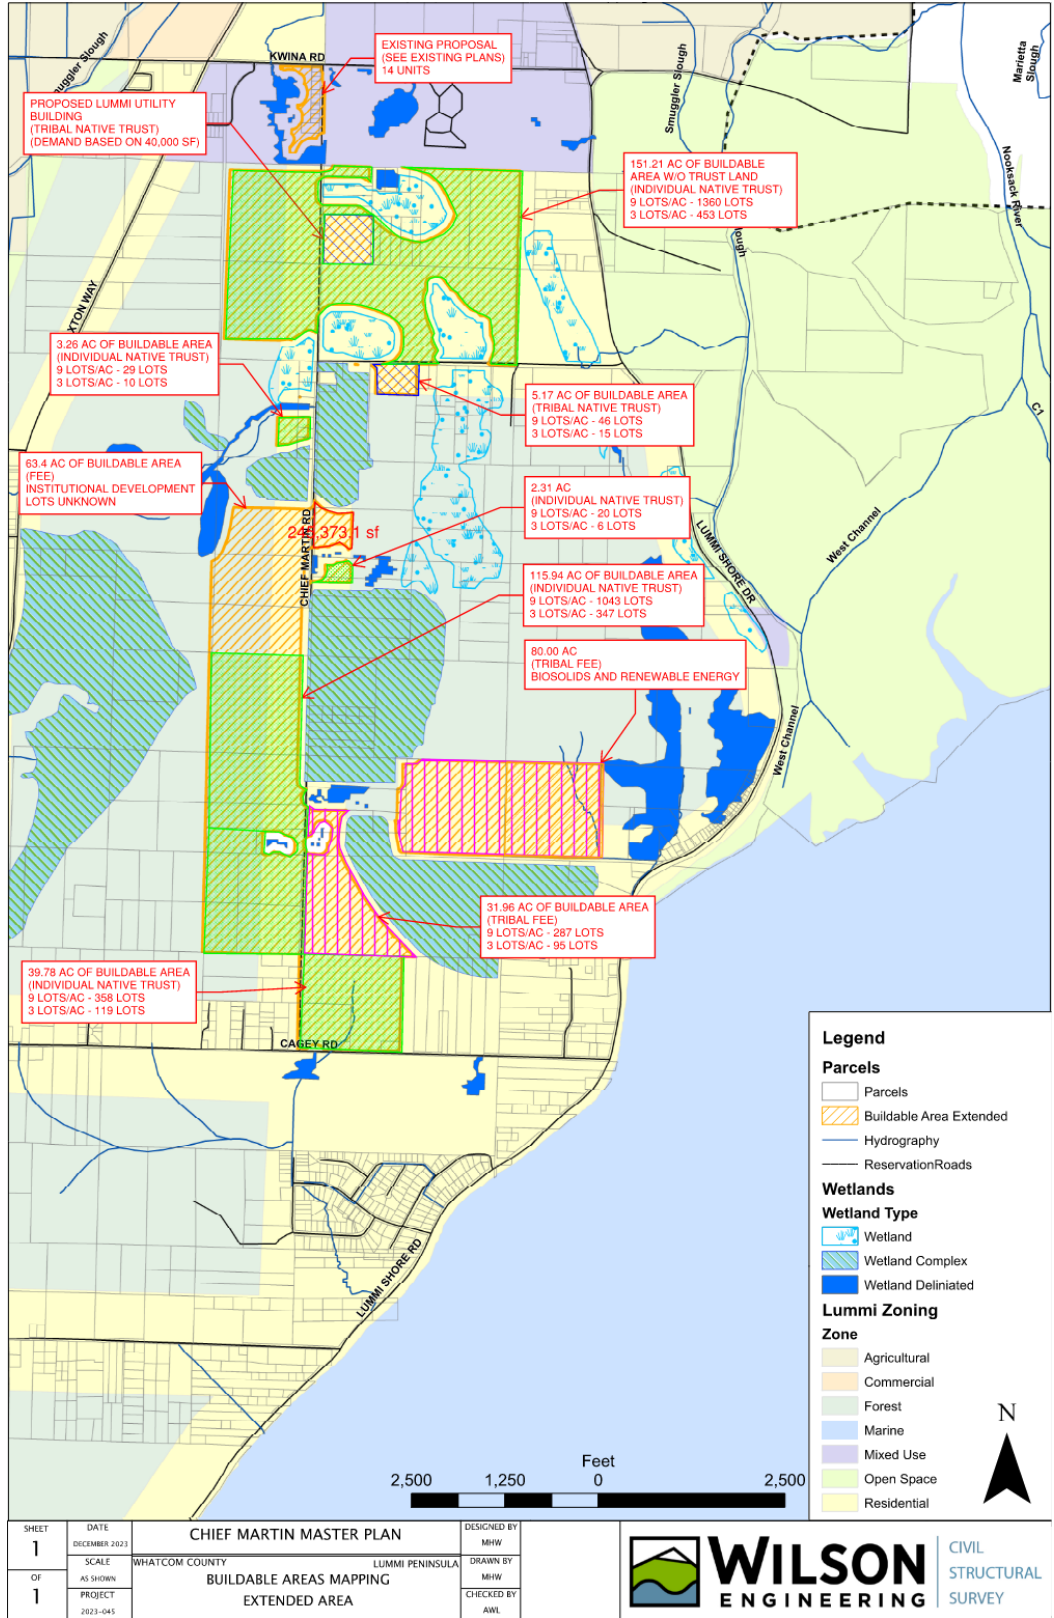 KWINA RD
EXISTING PROPOSAL
(SEE EXISTING PLANS)
14 UNITS
Smuggler Slough
Marietta
Slough
PROPOSED LUMMI UTILITY
BUILDING
(TRIBAL NATIVE TRUST)
(DEMAND BASED ON 40,000 SF)
151.21 AC OF BUILDABLE
AREA W/O TRUST LAND
(INDIVIDUAL NATIVE TRUST)
9 LOTS/AC - 1360 LOTS
3 LOTS/AC - 453 LOTS
Nooksack River
lough
XTON WAY
3.26 AC OF BUILDABLE AREA
(INDIVIDUAL NATIVE TRUST)
9 LOTS/AC - 29 LOTS
3 LOTS/AC - 10 LOTS
5.17 AC OF BUILDABLE AREA
(TRIBAL NATIVE TRUST)
9 LOTS/AC - 46 LOTS
3 LOTS/AC - 15 LOTS
C1
63.4 AC OF BUILDABLE AREA
(FEE)
INSTITUTIONAL DEVELOPMENT
LOTS UNKNOWN
2.31 AC
(INDIVIDUAL NATIVE TRUST)
9 LOTS/AC - 20 LOTS
3 LOTS/AC - 6 LOTS
373.1 sf
CHIEF MARTIN RD
LUMMI SHORE DR
West Channel
115.94 AC OF BUILDABLE AREA
(INDIVIDUAL NATIVE TRUST)
9 LOTS/AC - 1043 LOTS
3 LOTS/AC - 347 LOTS
80.00 AC
(TRIBAL FEE)
BIOSOLIDS AND RENEWABLE ENERGY
West Channel
31.96 AC OF BUILDABLE AREA
(TRIBAL FEE)
9 LOTS/AC - 287 LOTS
3 LOTS/AC - 95 LOTS
39.78 AC OF BUILDABLE AREA
(INDIVIDUAL NATIVE TRUST)
9 LOTS/AC - 358 LOTS
3 LOTS/AC - 119 LOTS
CAGEY RD
LUMMI SHORE RD
Legend
Parcels
Parcels
Buildable Area Extended
Hydrography
ReservationRoads
Wetlands
Wetland Type
Wetland
Wetland Complex
Wetland Deliniated
Lummi Zoning
Zone
Agricultural
Commercial
Forest
Marine
Mixed Use
Open Space
Residential
N
Feet
2,500 1,250 0 2,500
SHEET
1
OF
1
DATE
DECEMBER 2023
SCALE
AS SHOWN
PROJECT
2023-045
CHIEF MARTIN MASTER PLAN
WHATCOM COUNTY LUMMI PENINSULA
BUILDABLE AREAS MAPPING
EXTENDED AREA
DESIGNED BY
MHW
DRAWN BY
MHW
CHECKED BY
AWL
WILSON
ENGINEERING
CIVIL
STRUCTURAL
SURVEY